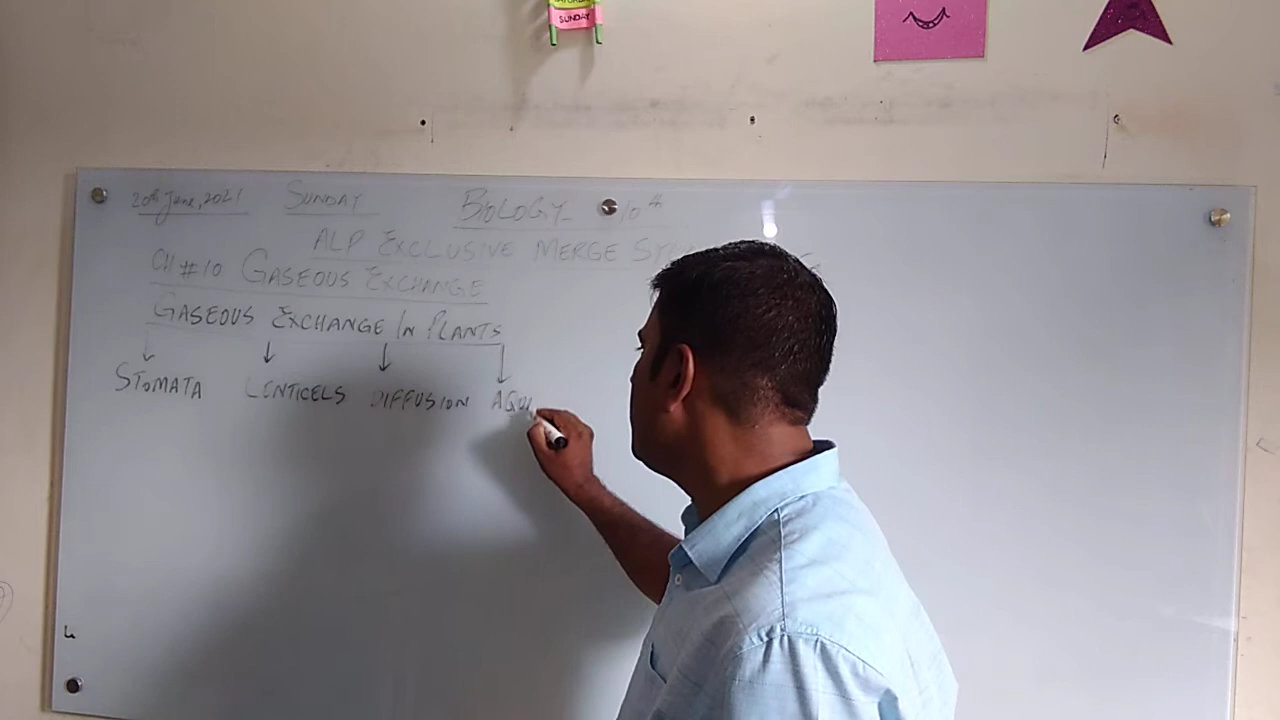 SUNDAY
20th June, 2021 SUNDAY BIOLOGY 10th
ALP EXCLUSIVE MERGE
CH #10 GASEOUS EXCHANGE
GASEOUS EXCHANGE IN PLANTS
STOMATA LENTICELS DIFFUSION AQU